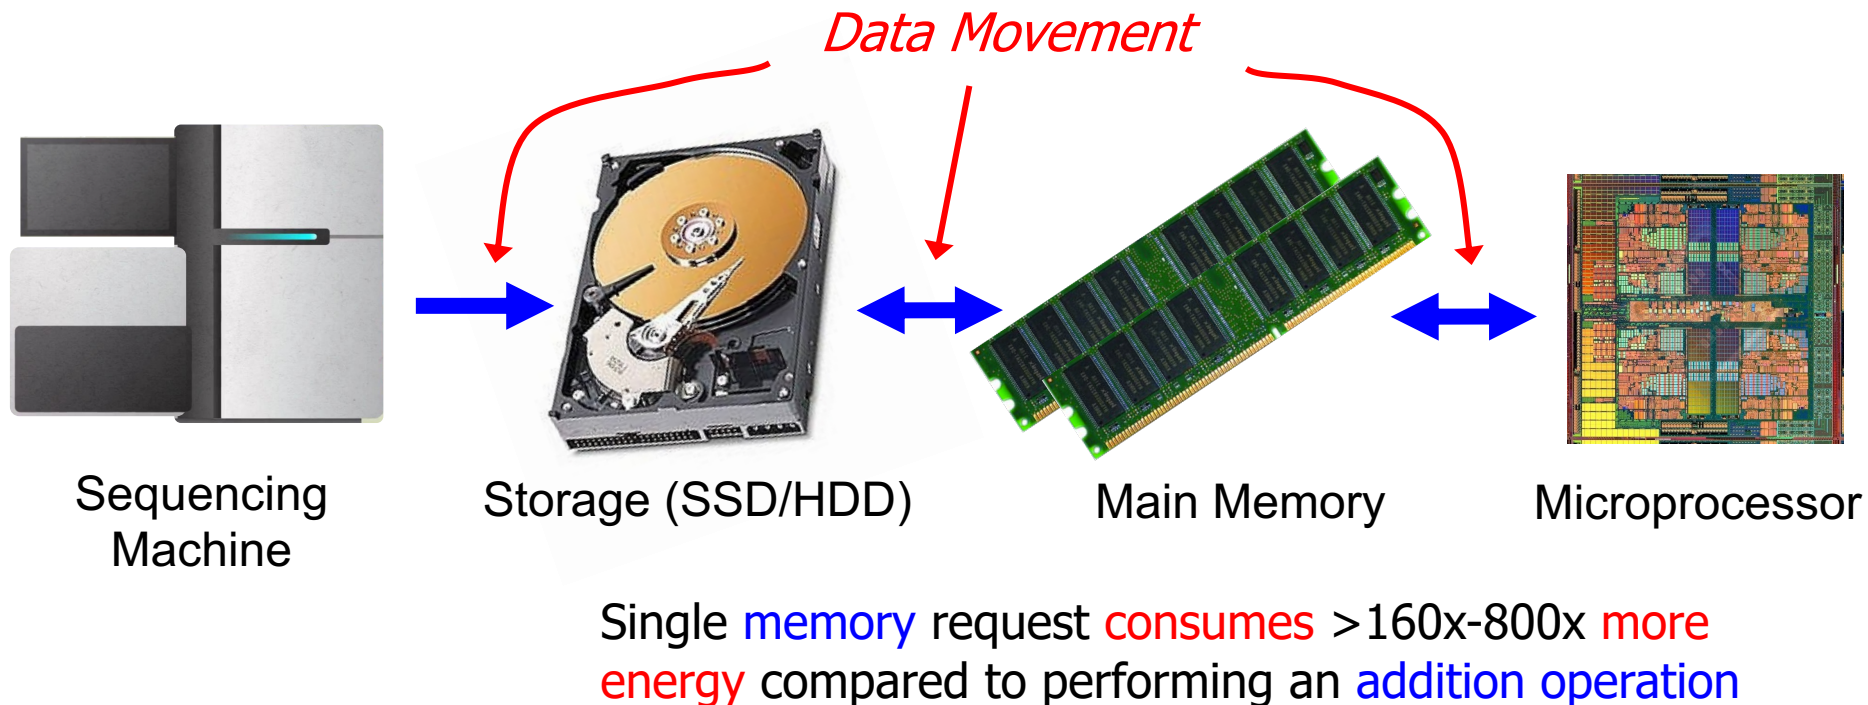 Data Movement
Sequencing
Machine
Storage (SSD/HDD)
Main Memory
Microprocessor
Single memory request consumes >160x-800x more
energy compared to performing an addition operation